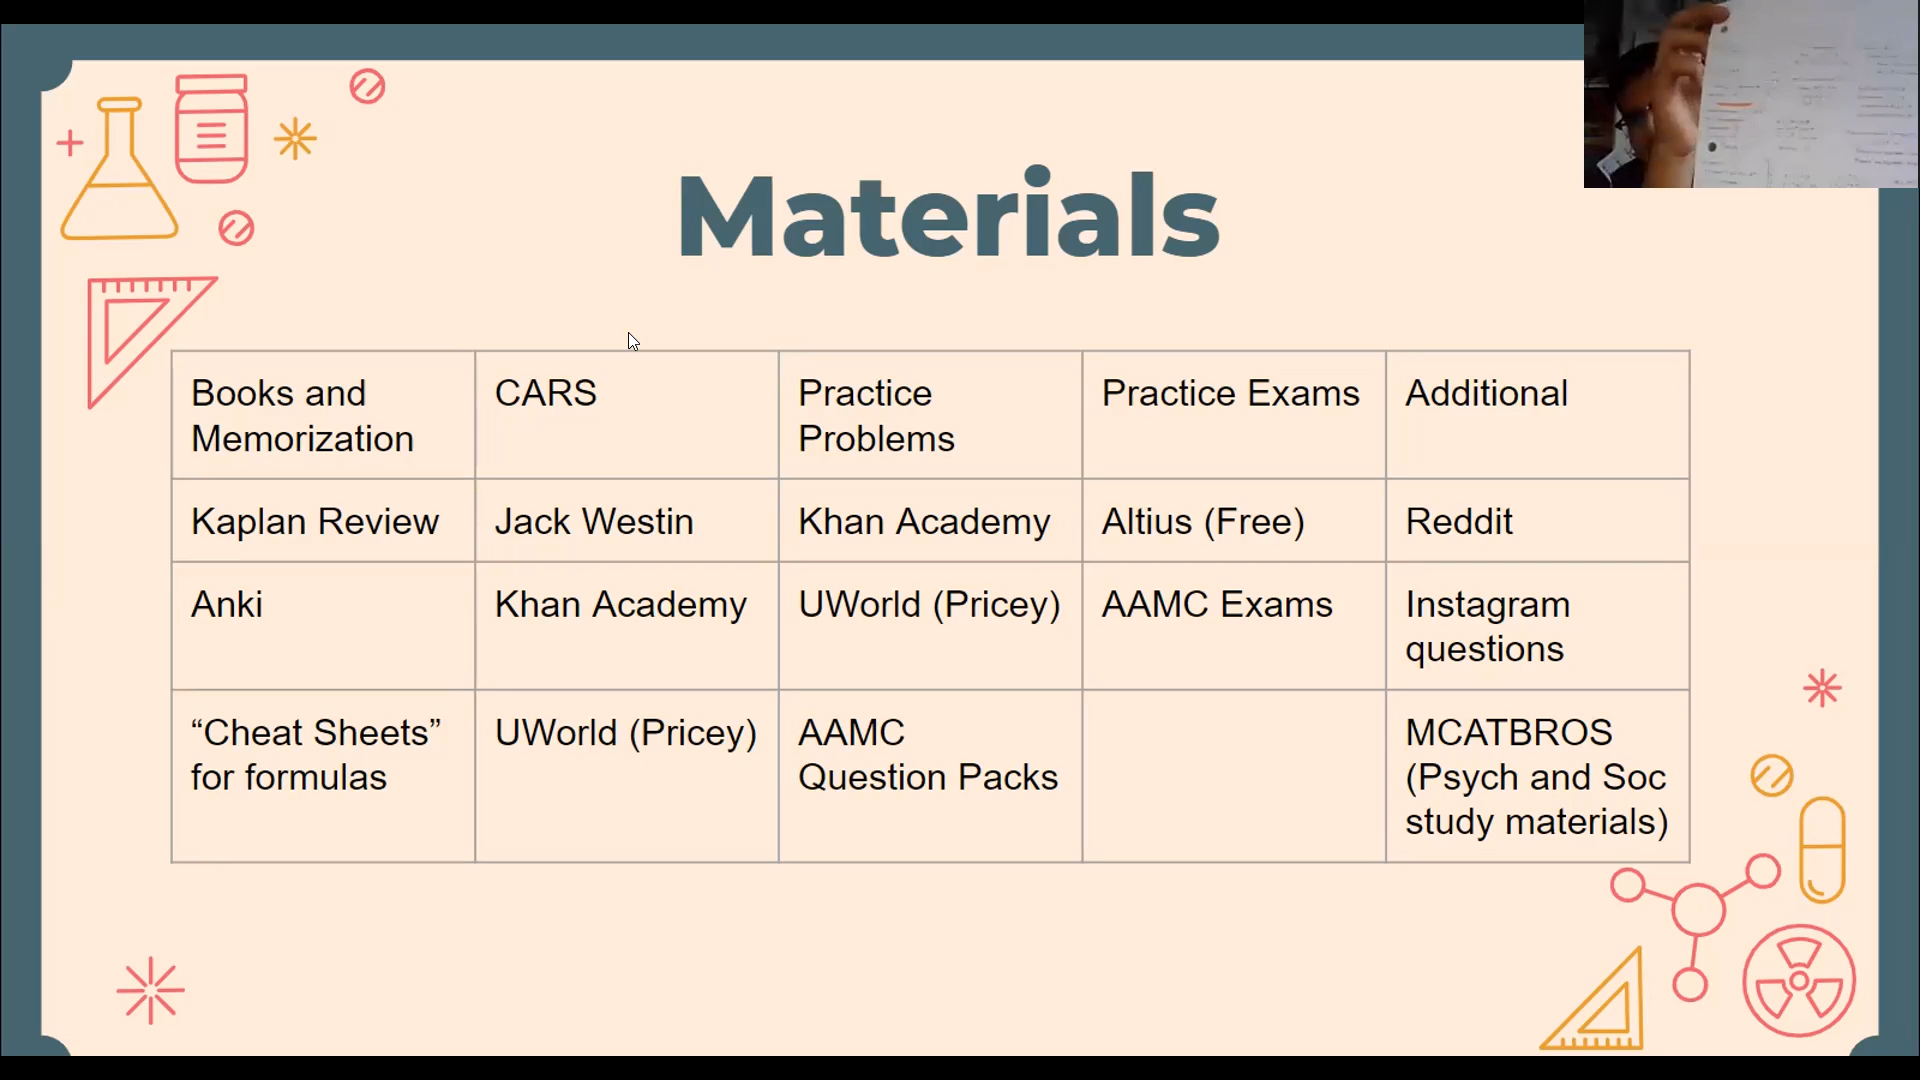 Materials
Books and
Memorization
CARS
Practice
Problems
Practice Exams
Additional
Kaplan Review
Jack Westin
Khan Academy
Altius (Free)
Reddit
Anki
Khan Academy
UWorld (Pricey)
AAMC Exams
Instagram
questions
“Cheat Sheets”
for formulas
UWorld (Pricey)
AAMC
Question Packs
MCATBROS
(Psych and Soc
study materials)